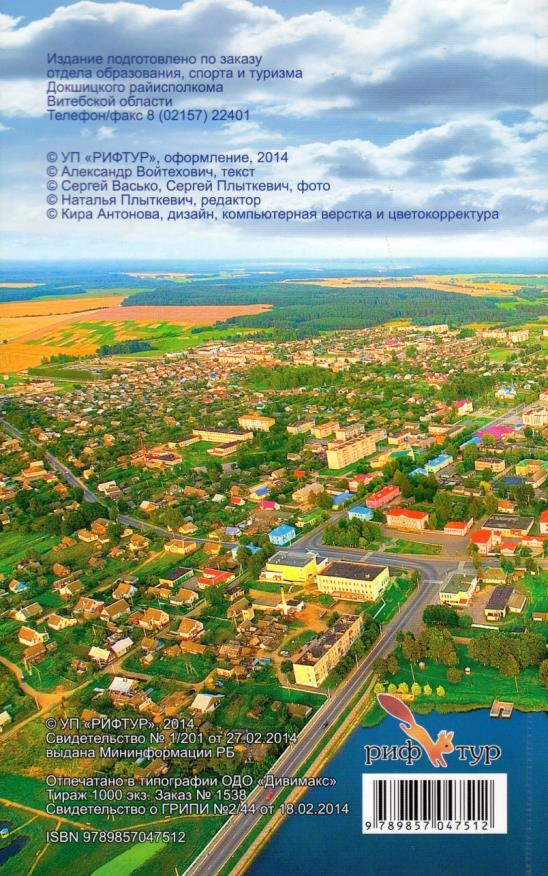 Издание подготовлено по заказу
отдела образования, спорта и туризма
Докшицкого райисполкома
Витебской области
Телефон/факс 8 (02157) 22401
© УП «РИФТУР», оформление, 2014
© Александр Войтехович, текст
© Сергей Васько, Сергей Плыткевич, фото
© Наталья Плыткевич, редактор
© Кира Антонова, дизайн, компьютерная верстка и цветокорректура
© УП «РИФТУР», 2014
Свидетельство № 1/201 от 27.02.2014
выдана Мининформации РБ
Отпечатано в типографии ОДО «Дивимакс»
Тираж 1000 экз. Заказ № 1538
Свидетельство о ГРИПИ №2/44 от 18.02.2014
ISBN 9789857047512
риф тур
9 789857 047512